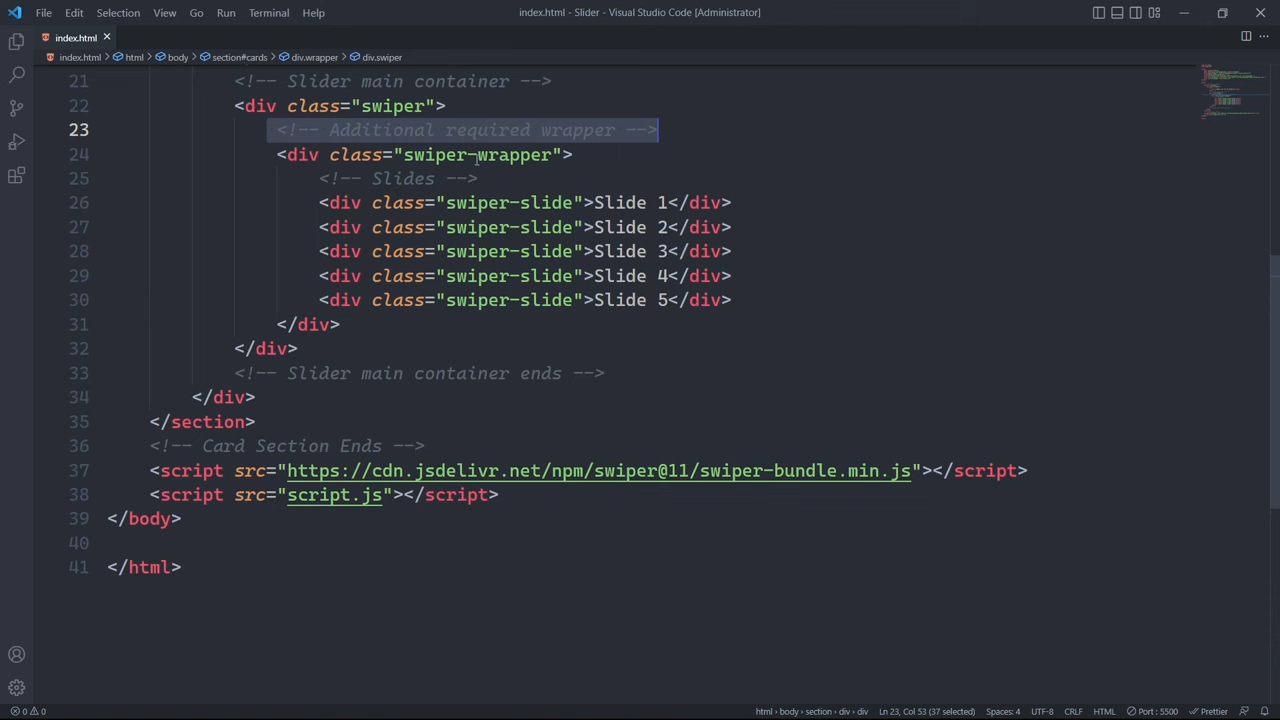 File Edit Selection View Go Run Terminal Help index.html - Slider - Visual Studio Code [Administrator]
index.html
index.html > html > body > section#cards > div.wrapper > div.swiper
21 <!-- Slider main container -->
22 <div class="swiper">
23 <!-- Additional required wrapper -->
24 <div class="swiper-wrapper">
25 <!-- Slides -->
26 <div class="swiper-slide">Slide 1</div>
27 <div class="swiper-slide">Slide 2</div>
28 <div class="swiper-slide">Slide 3</div>
29 <div class="swiper-slide">Slide 4</div>
30 <div class="swiper-slide">Slide 5</div>
31 </div>
32 </div>
33 <!-- Slider main container ends -->
34 </div>
35 </section>
36 <!-- Card Section Ends -->
37 <script src="https://cdn.jsdelivr.net/npm/swiper@11/swiper-bundle.min.js"></script>
38 <script src="script.js"></script>
39 </body>
40
41 </html>
0 0 html > body > section > div > div Ln 23, Col 53 (37 selected) Spaces: 4 UTF-8 CRLF HTML Port : 5500 Prettier